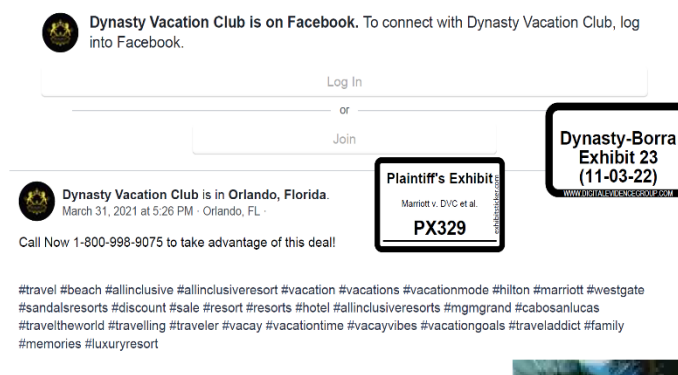 Dynasty Vacation Club is on Facebook. To connect with Dynasty Vacation Club, log
into Facebook.
Log In
or
Join
Dynasty-Borra
Exhibit 23
(11-03-22)
WWW.DIGITALEVIDENCEGROUP.COM
Plaintiff's Exhibit
Marriott v. DVC et al.
PX329
exhibitsticker.com
Dynasty Vacation Club is in Orlando, Florida.
March 31, 2021 at 5:26 PM · Orlando, FL ·
Call Now 1-800-998-9075 to take advantage of this deal!
#travel #beach #allinclusive #allinclusiveresort #vacation #vacations #vacationmode #hilton #marriott #westgate
#sandalsresorts #discount #sale #resort #resorts #hotel #allinclusiveresorts #mgmgrand #cabosanlucas
#traveltheworld #travelling #traveler #vacay #vacationtime #vacayvibes #vacationgoals #traveladdict #family
#memories #luxuryresort